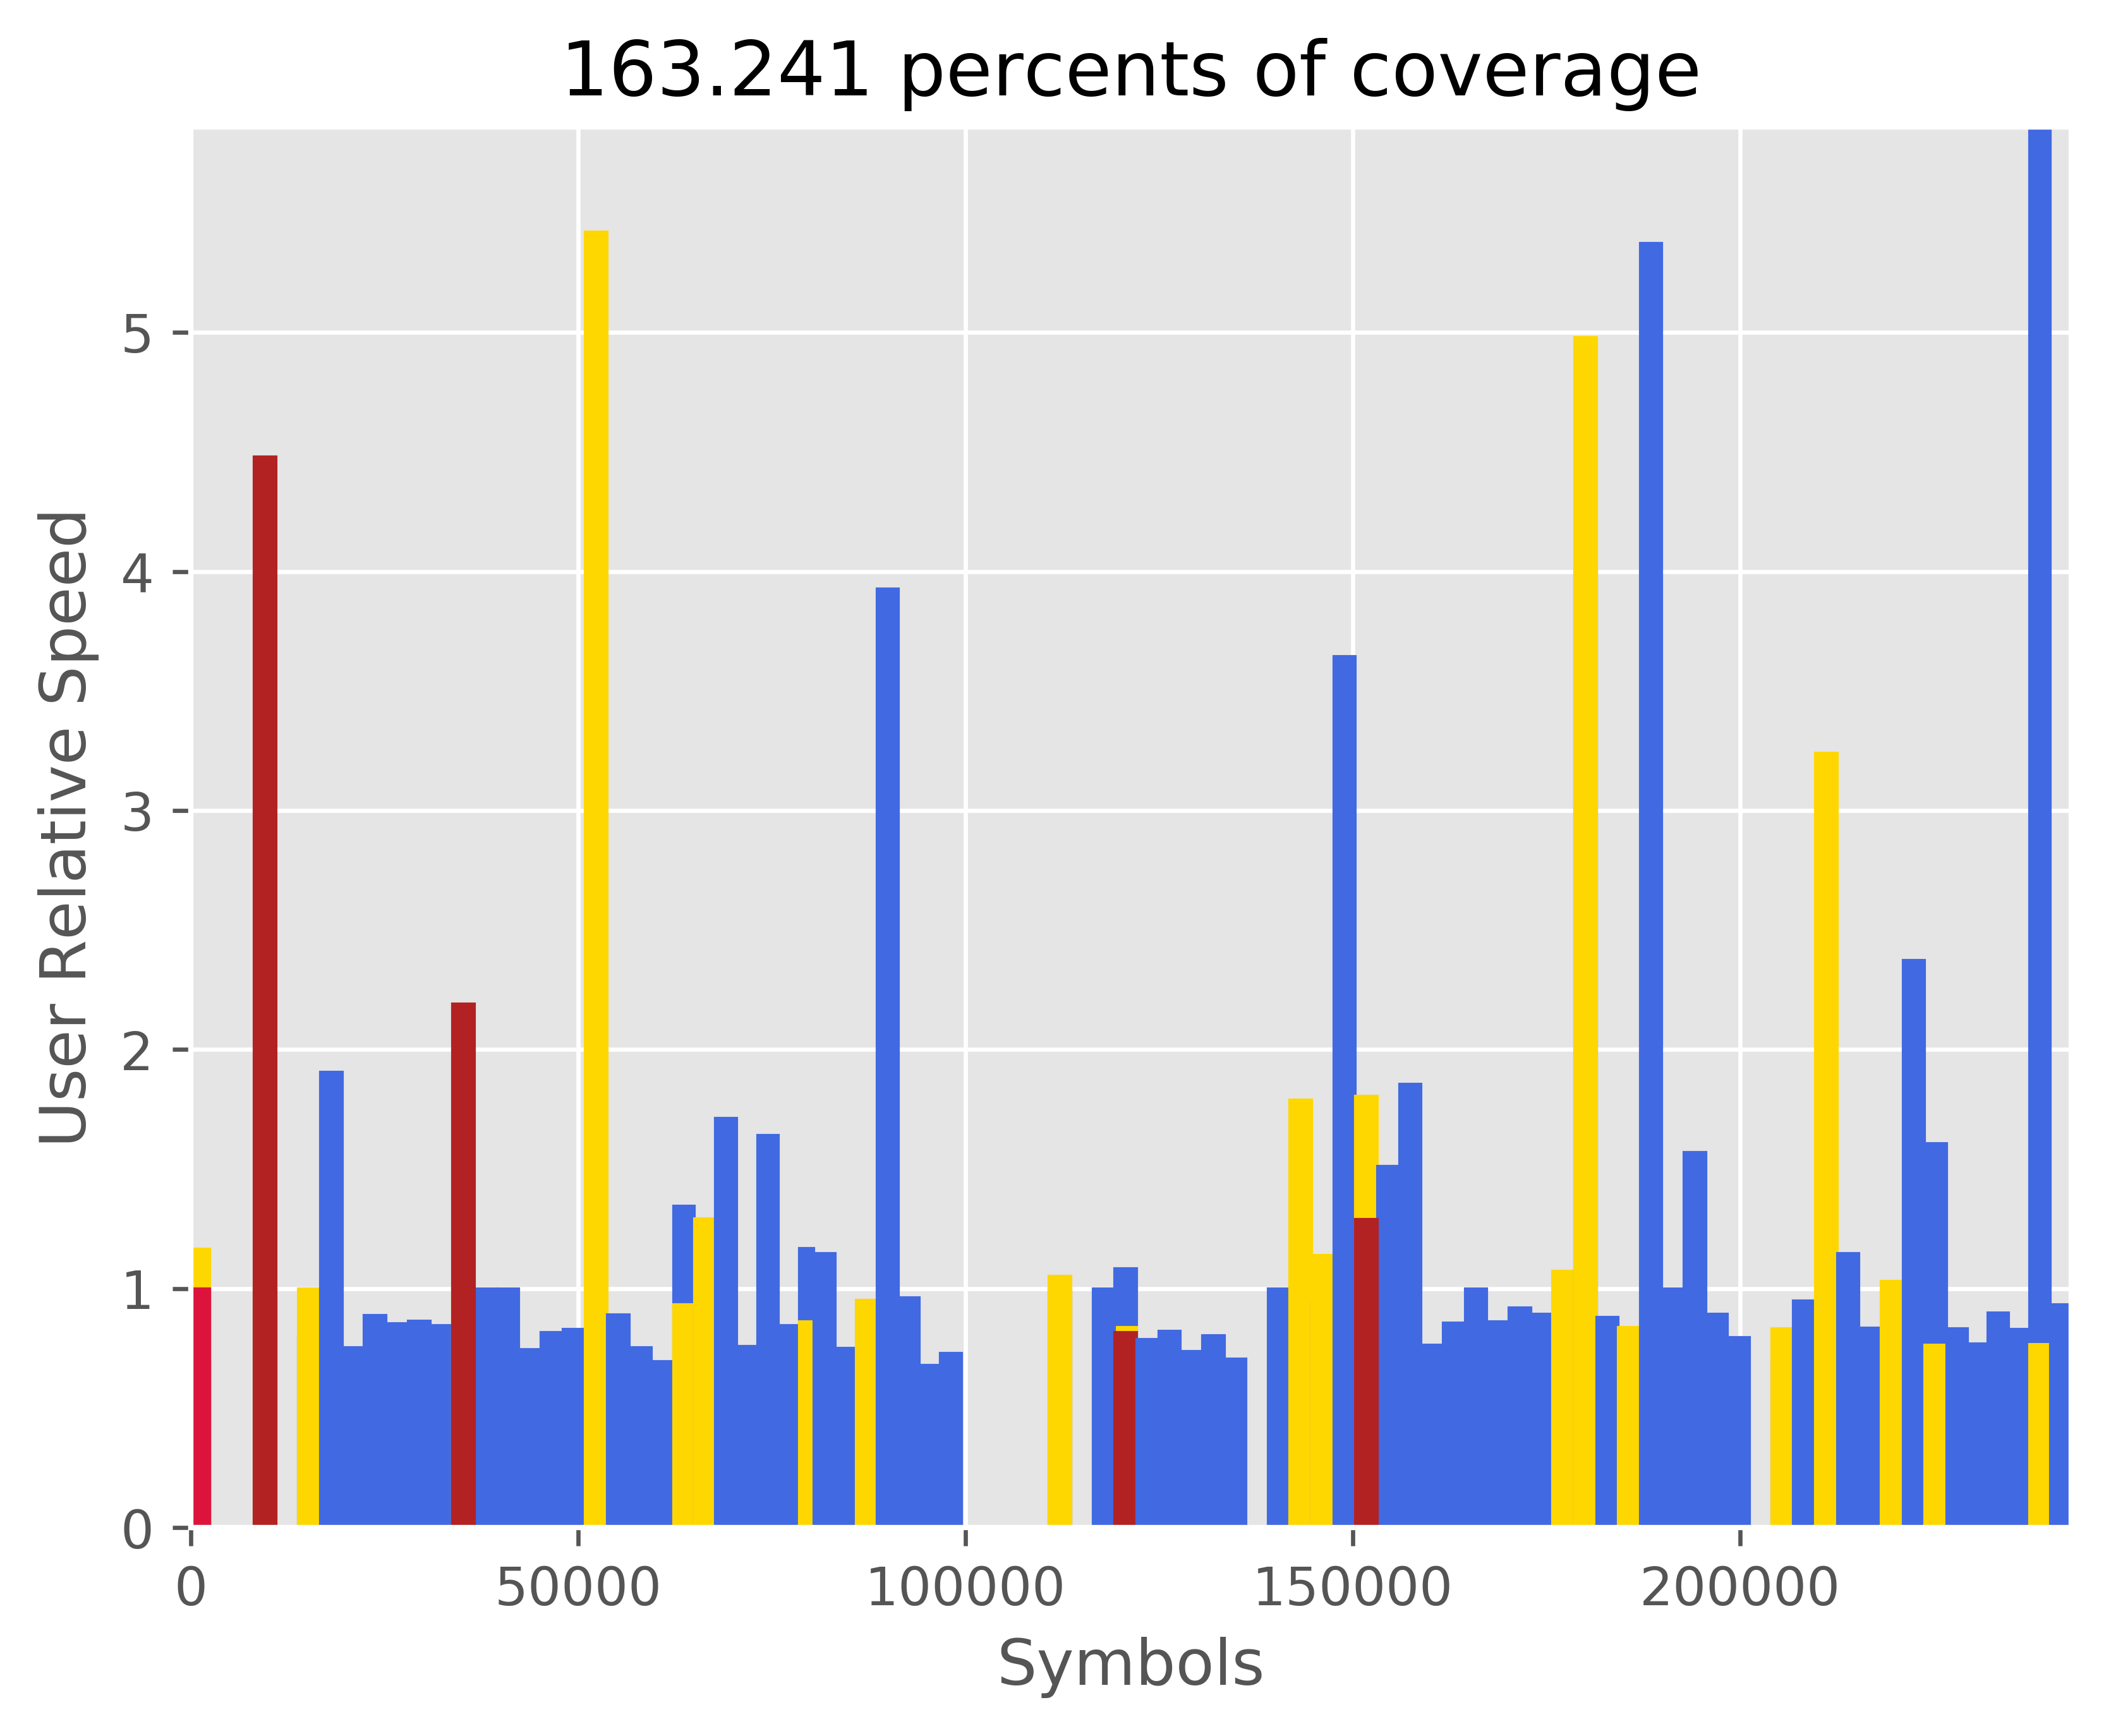 163.241 percents of coverage
User Relative Speed
5
4
3
2
1
0
0 50000 100000 150000 200000
Symbols